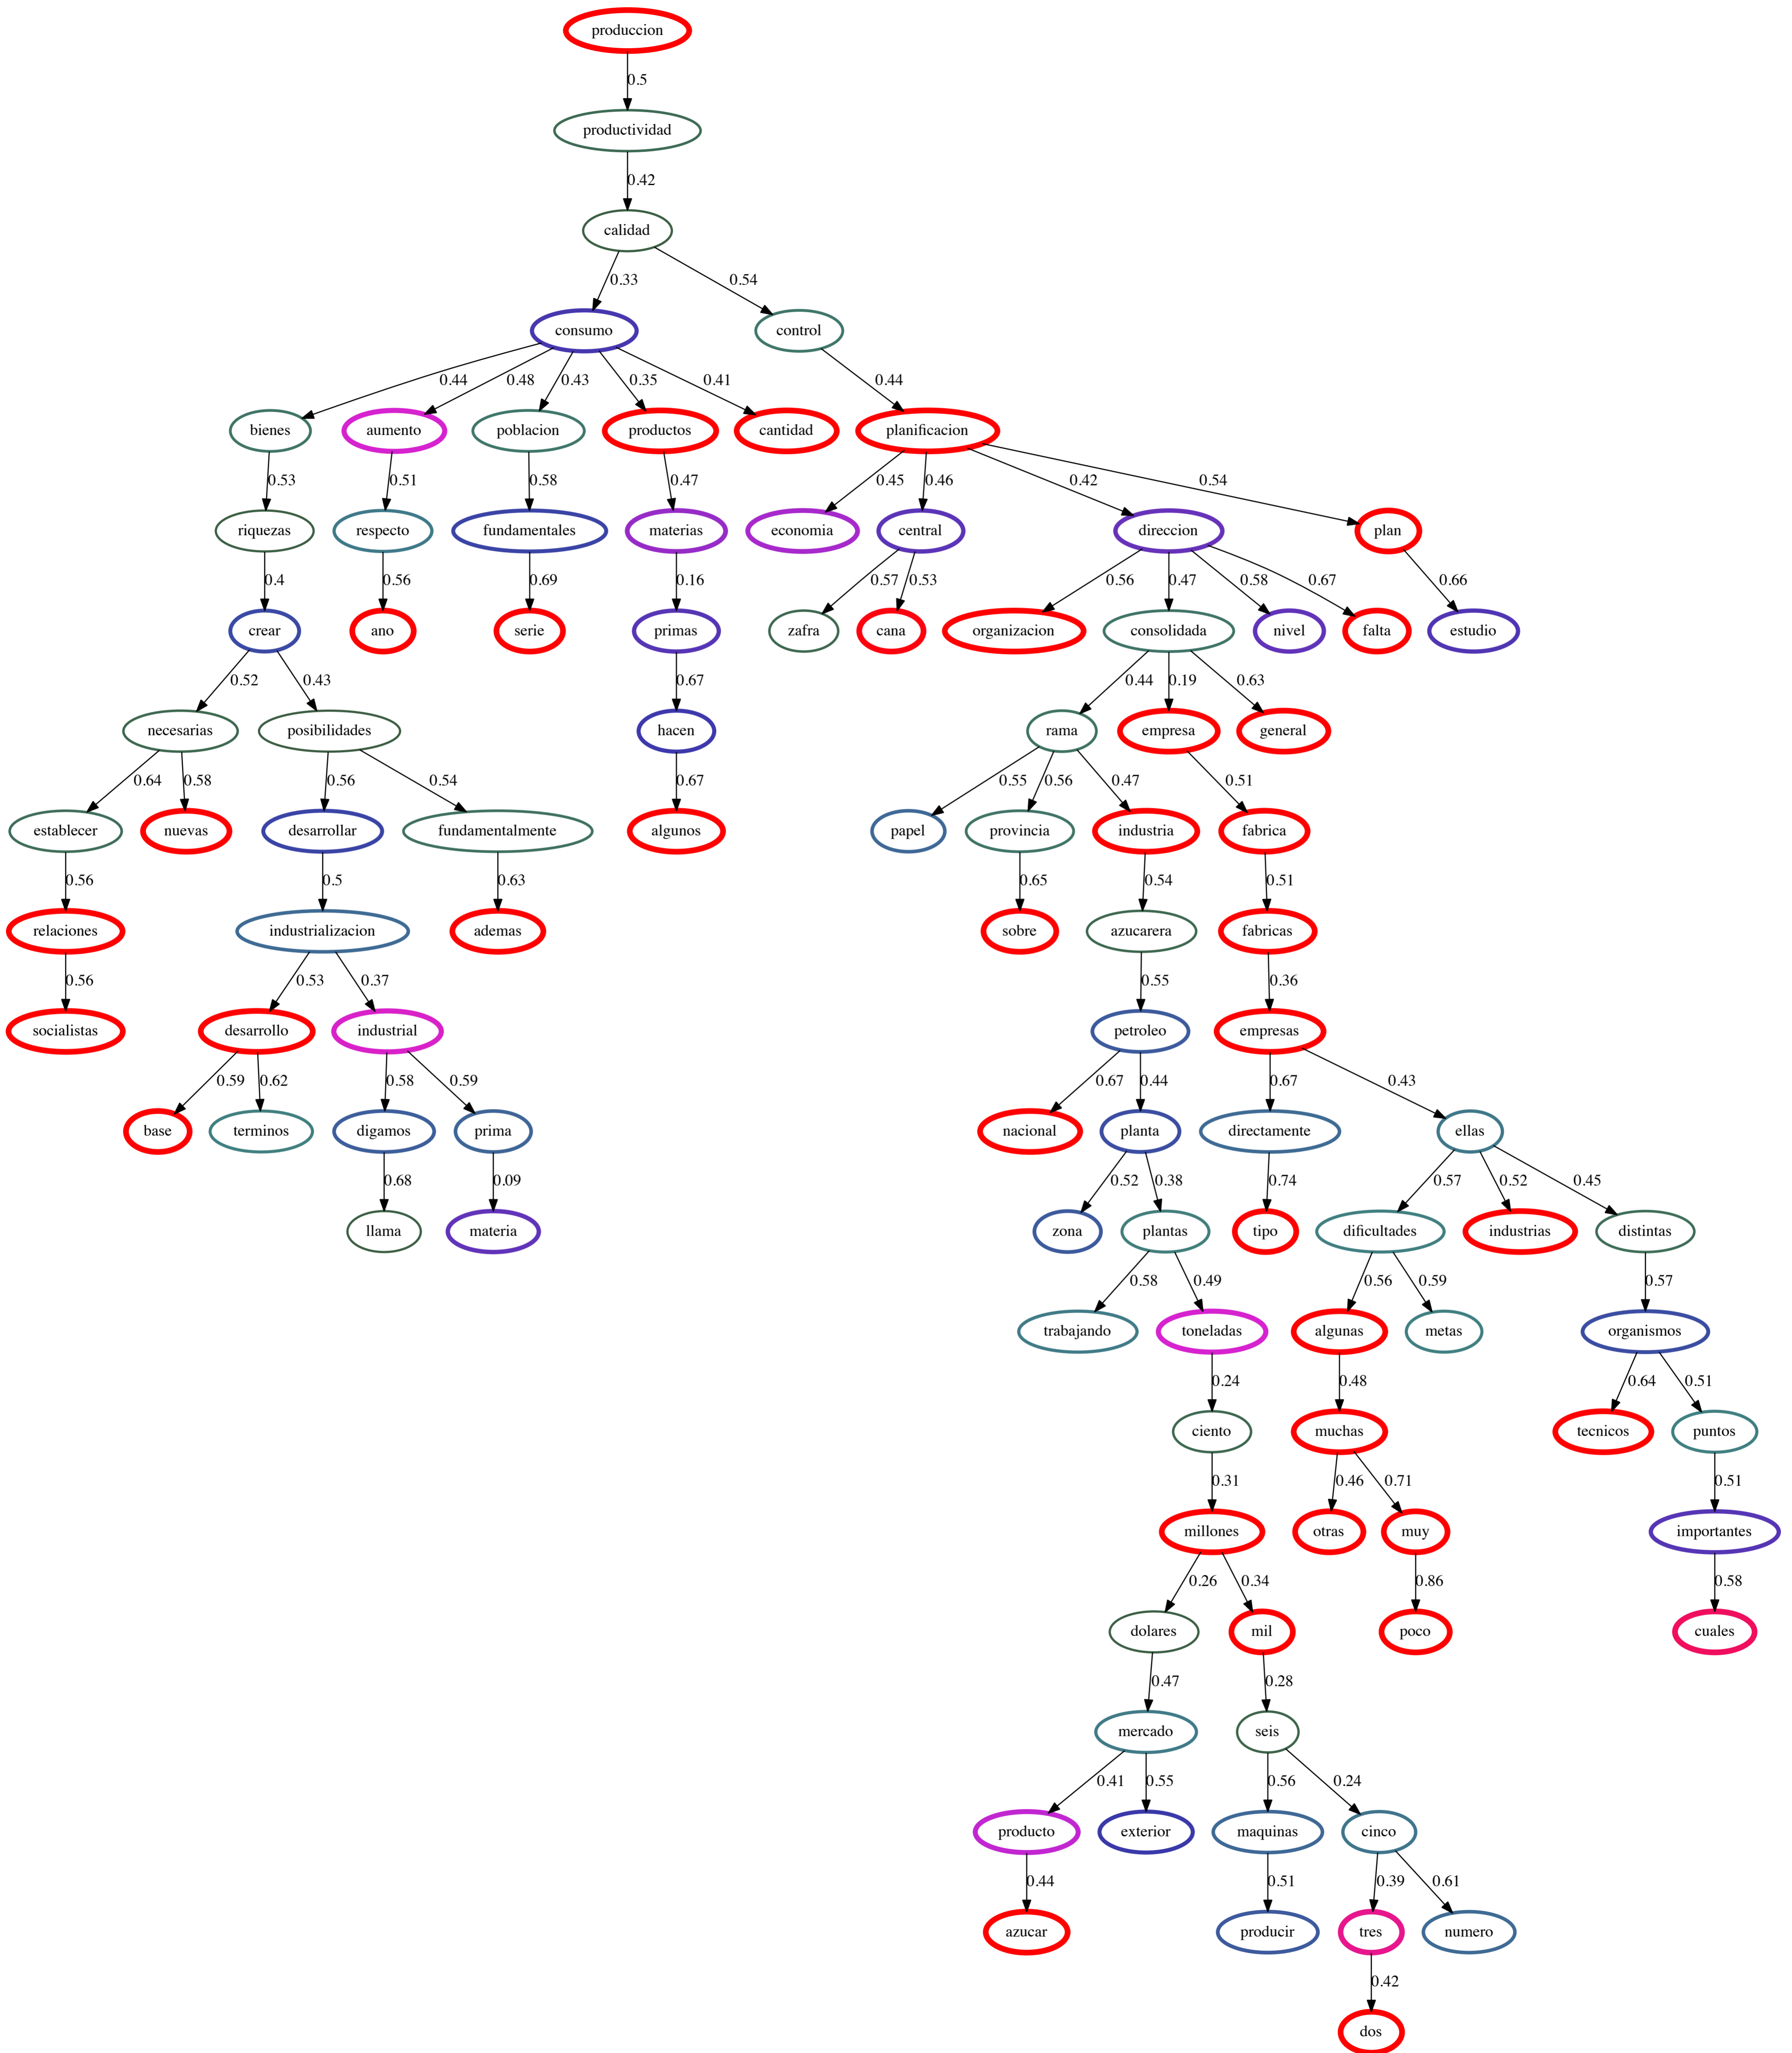 produccion
0.5
productividad
0.42
calidad
0.33 0.54
consumo control
0.44 0.48 0.43 0.35 0.41 0.44
bienes aumento poblacion productos cantidad planificacion
0.53 0.51 0.58 0.47 0.45 0.46 0.42 0.54
riquezas respecto fundamentales materias economia central direccion plan
0.4 0.56 0.69 0.16 0.57 0.53 0.56 0.47 0.58 0.67 0.66
crear ano serie primas zafra cana organizacion consolidada nivel falta estudio
0.52 0.43 0.67 0.44 0.19 0.63
necesarias posibilidades hacen rama empresa general
0.64 0.58 0.56 0.54 0.67 0.55 0.56 0.47 0.51
establecer nuevas desarrollar fundamentalmente algunos papel provincia industria fabrica
0.56 0.5 0.63 0.65 0.54 0.51
relaciones industrializacion ademas sobre azucarera fabricas
0.56 0.53 0.37 0.55 0.36
socialistas desarrollo industrial petroleo empresas
0.59 0.62 0.58 0.59 0.67 0.44 0.67 0.43
base terminos digamos prima nacional planta directamente ellas
0.68 0.09 0.52 0.38 0.74 0.57 0.52 0.45
llama materia zona plantas tipo dificultades industrias distintas
0.58 0.49 0.56 0.59 0.57
trabajando toneladas algunas metas organismos
0.24 0.48 0.64 0.51
ciento muchas tecnicos puntos
0.31 0.46 0.71 0.51
millones otras muy importantes
0.26 0.34 0.86 0.58
dolares mil poco cuales
0.47 0.28
mercado seis
0.41 0.55 0.56 0.24
producto exterior maquinas cinco
0.44 0.51 0.39 0.61
azucar producir tres numero
0.42
dos